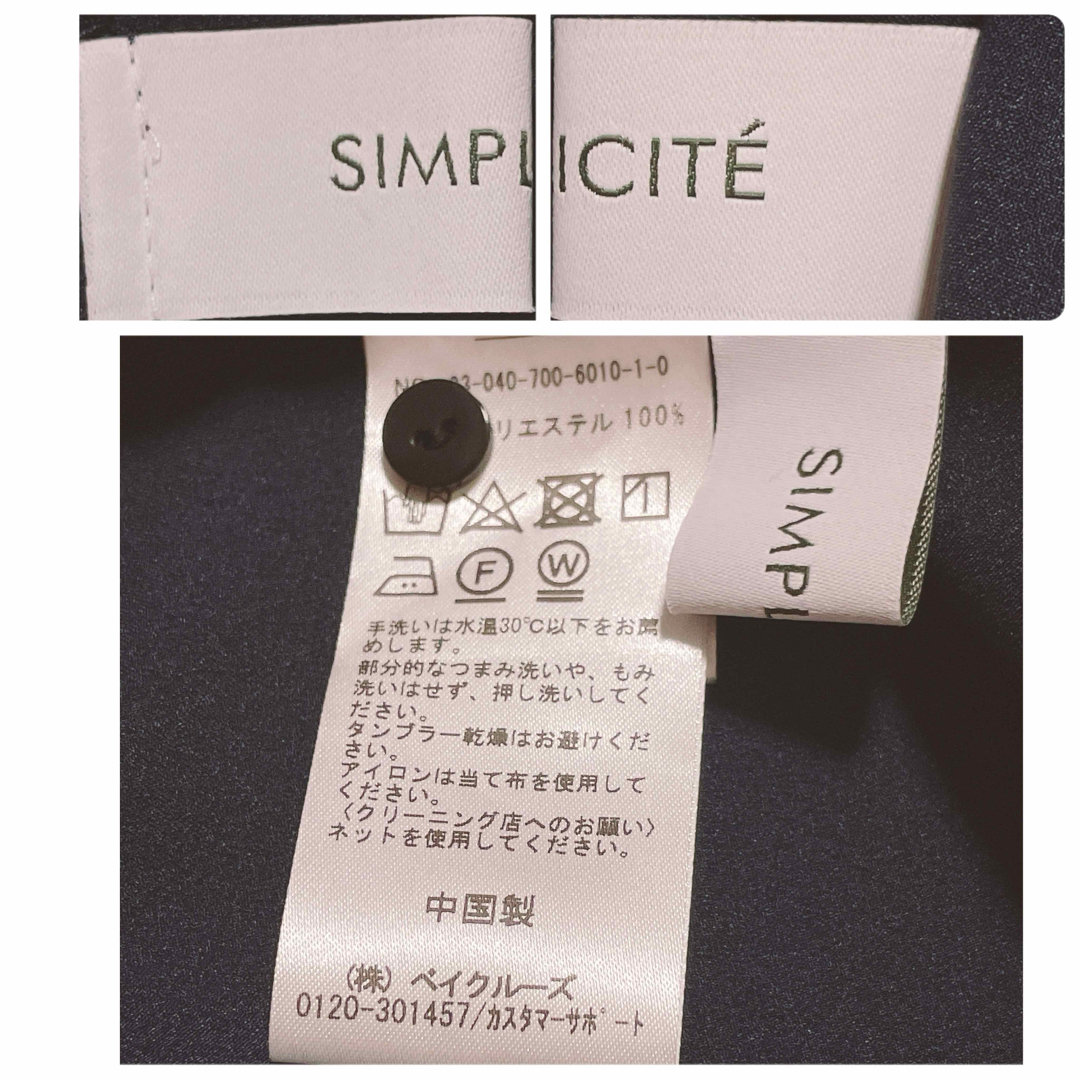 SIMPLICITÉ
3-040-700-6010-1-0
リエステル 100%
F
W
手洗いは水温30℃以下をお薦
めします。
部分的なつまみ洗いや、もみ
洗いはせず、押し洗いしてく
ださい。
タンブラー乾燥はお避けくだ
さい。
アイロンは当て布を使用して
ください。
〈クリーニング店へのお願い〉
ネットを使用してください。
中国製
(株) ベイクルーズ
0120-301457/カスタマーサポート
SIMPL